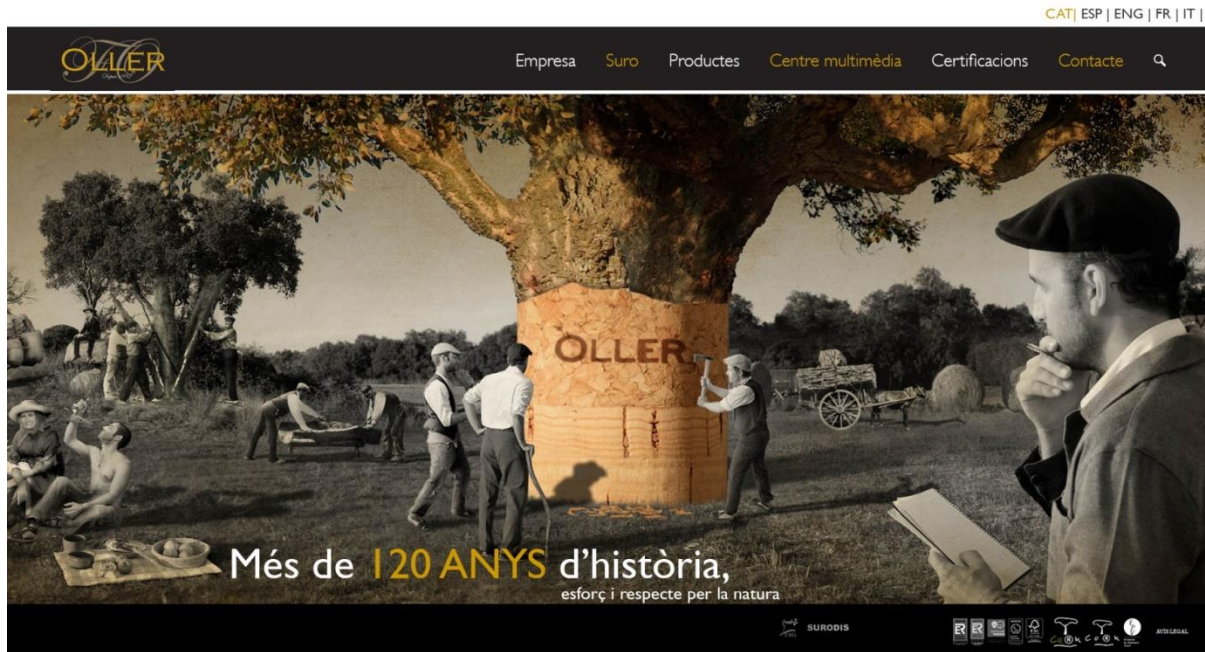 CAT| ESP | ENG | FR | IT |
OLLER
Empresa Suro Productes Centre multimèdia Certificacions Contacte
OLLER
Més de 120 ANYS d'història,
esforç i respecte per la natura
SURODIS
AVIS LEGAL